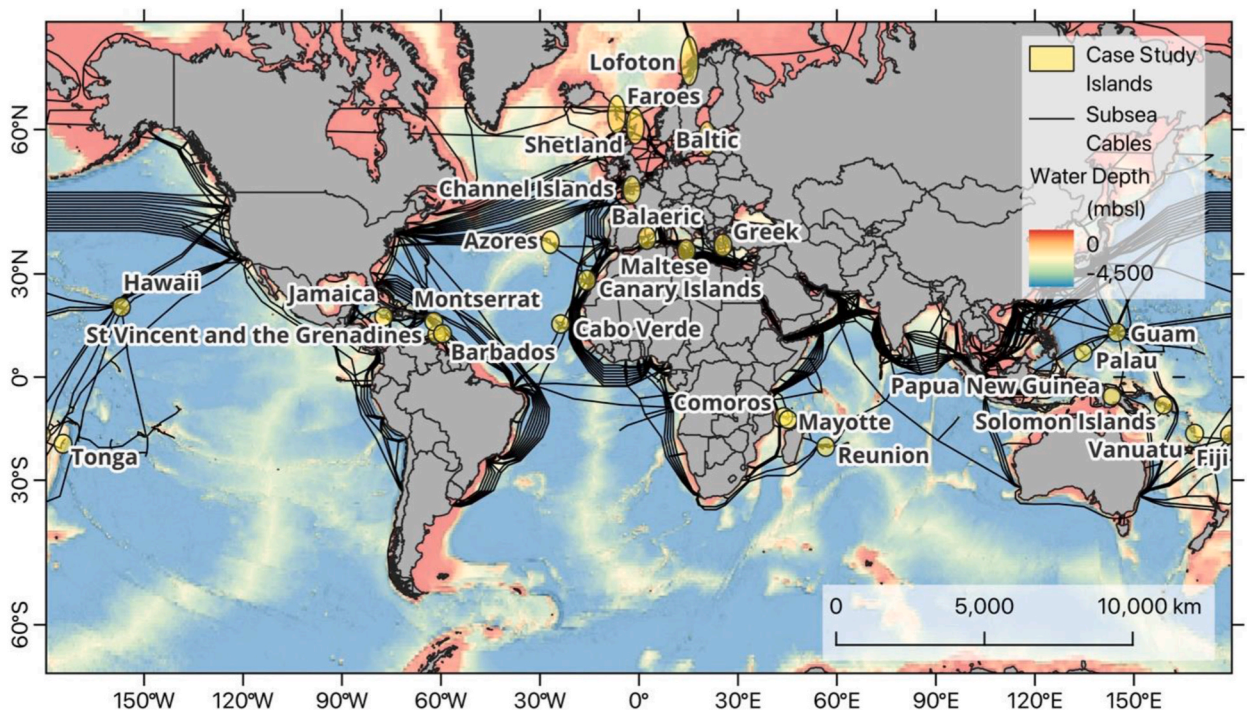 Lofoton
Faroes
Shetland
Baltic
Channel Islands
Balaeric
Azores
Greek
Maltese
Canary Islands
Hawaii
Jamaica
Montserrat
St Vincent and the Grenadines
Barbados
Cabo Verde
Guam
Palau
Papua New Guinea
Comoros
Mayotte
Solomon Islands
Vanuatu
Fiji
Reunion
Tonga
Case Study
Islands
Subsea
Cables
Water Depth
(mbsl)
0
-4,500
0 5,000 10,000 km
60°N
30°N
0°
30°S
60°S
150°W 120°W 90°W 60°W 30°W 0° 30°E 60°E 90°E 120°E 150°E